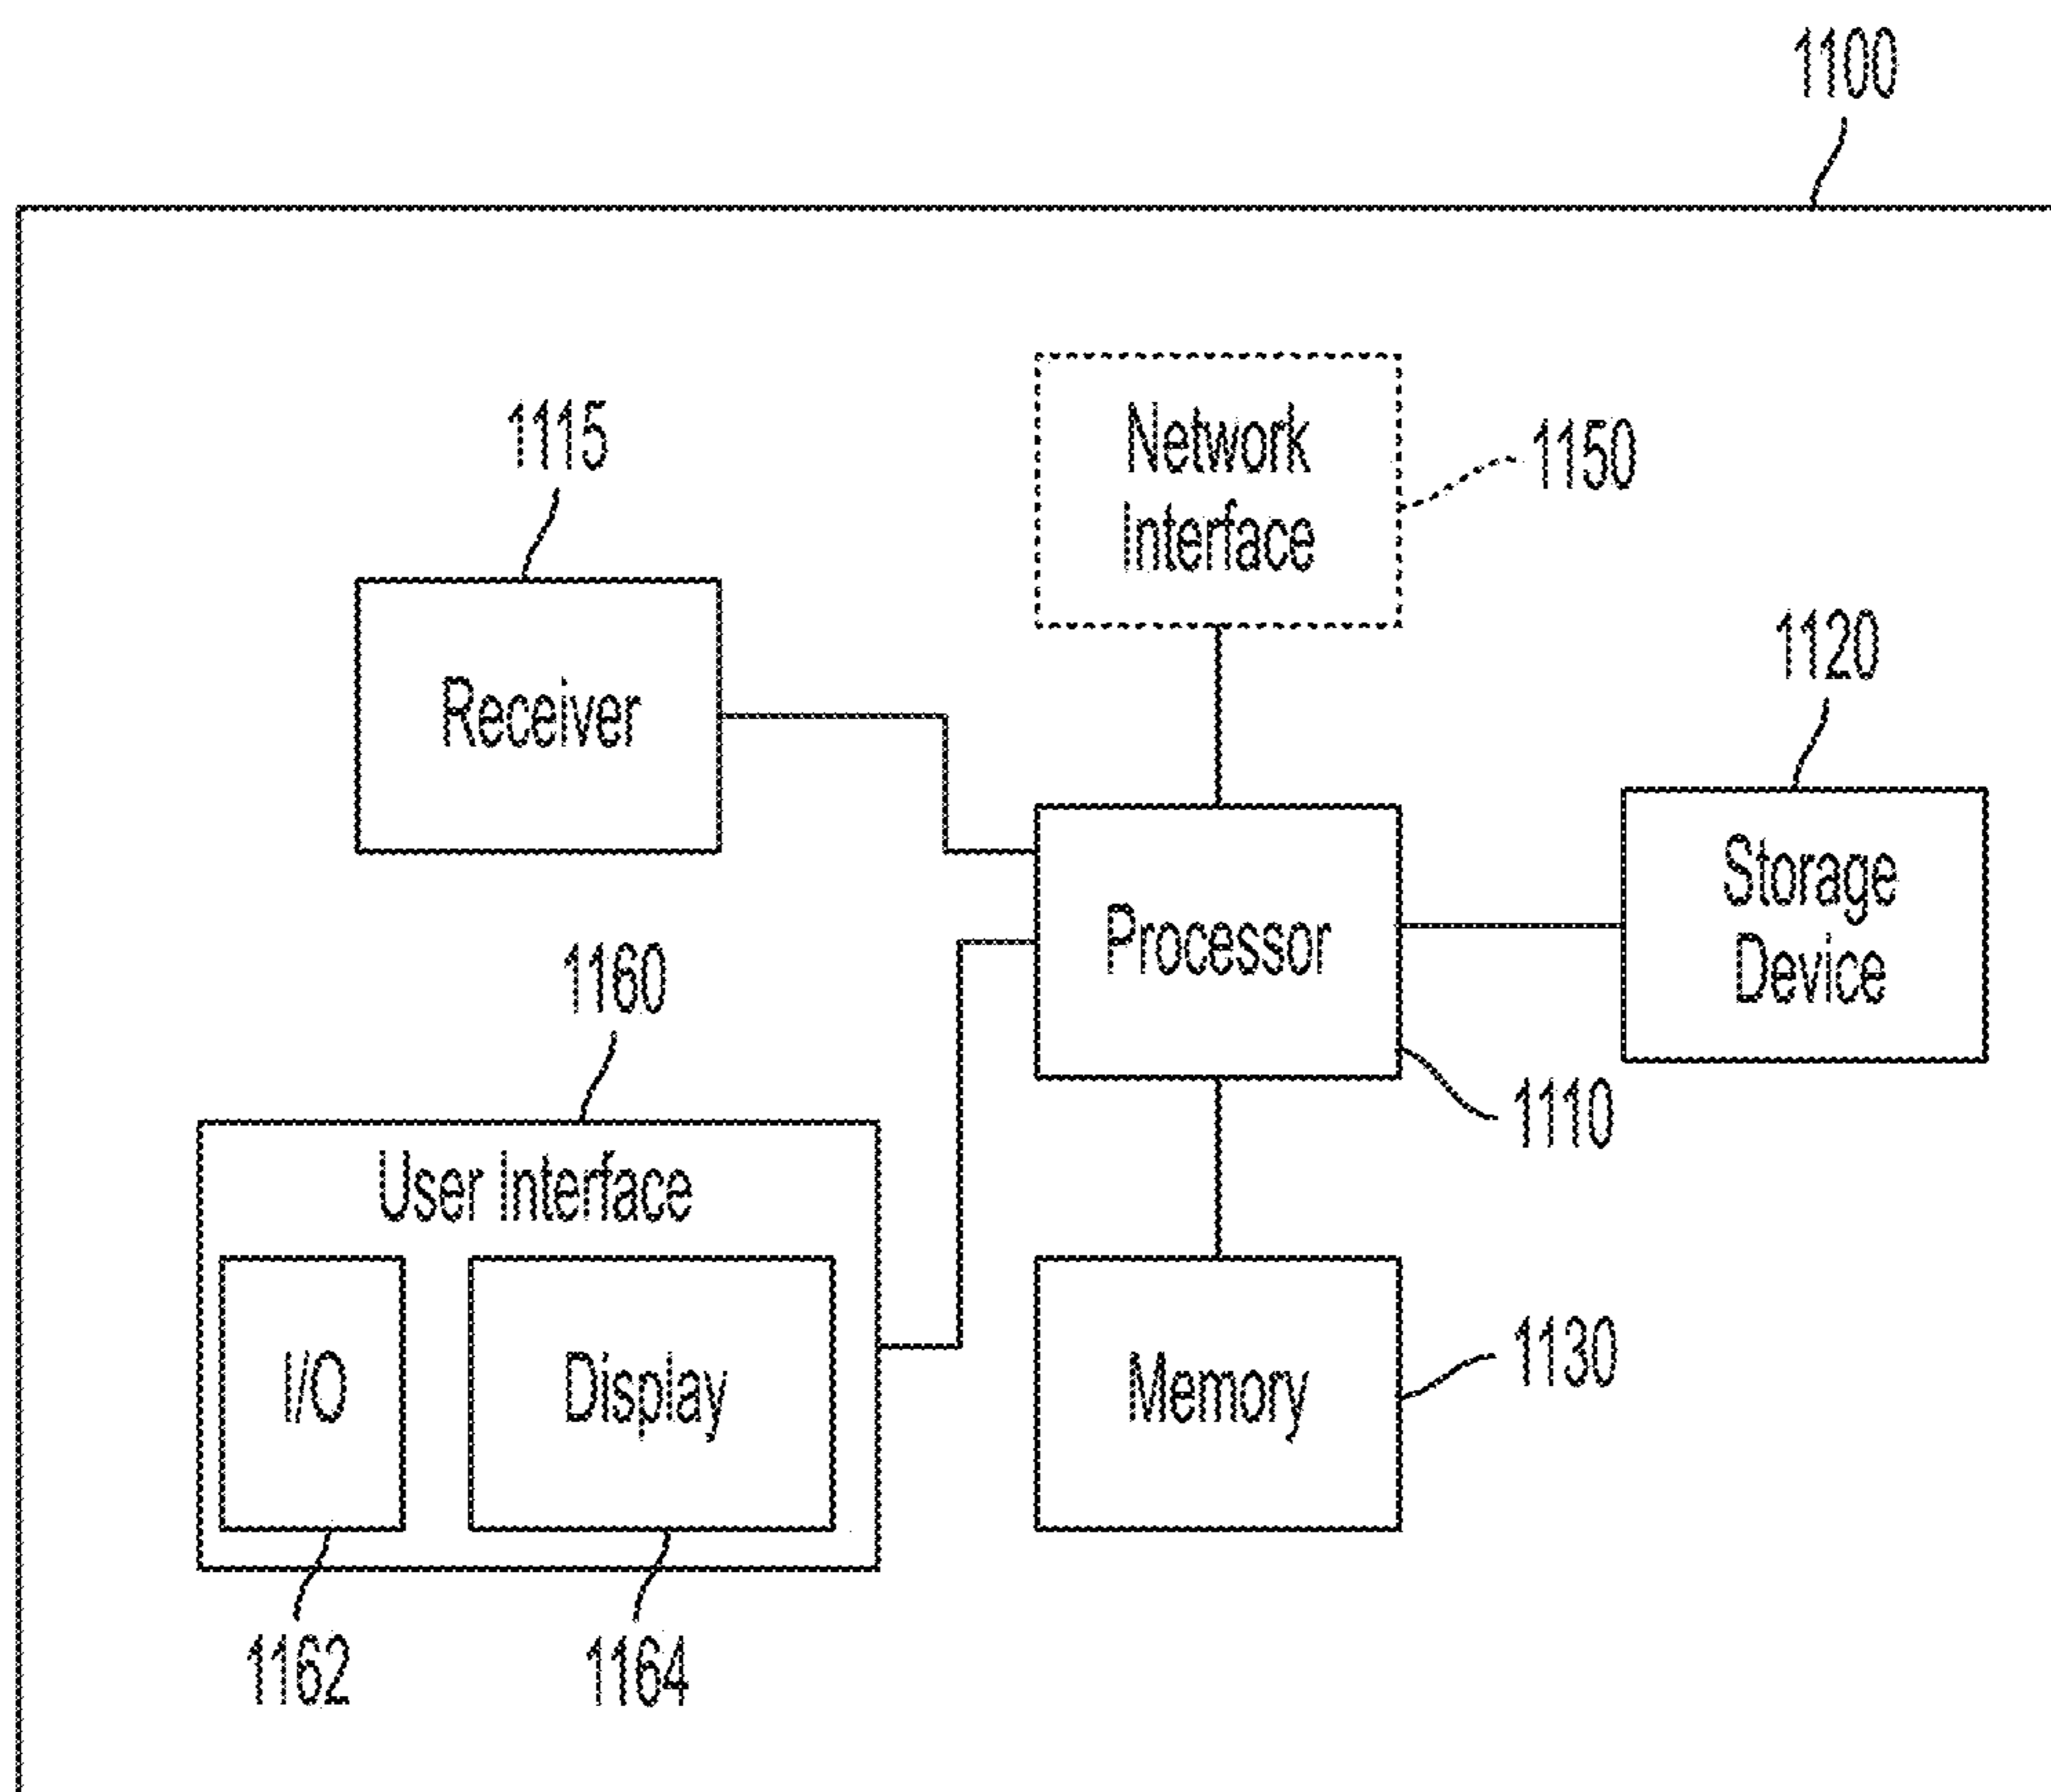 1100
1115
Network
Interface
1150
Receiver
1120
Storage
Device
Processor
1160
1110
User Interface
I/O
Display
Memory
1130
1162
1164